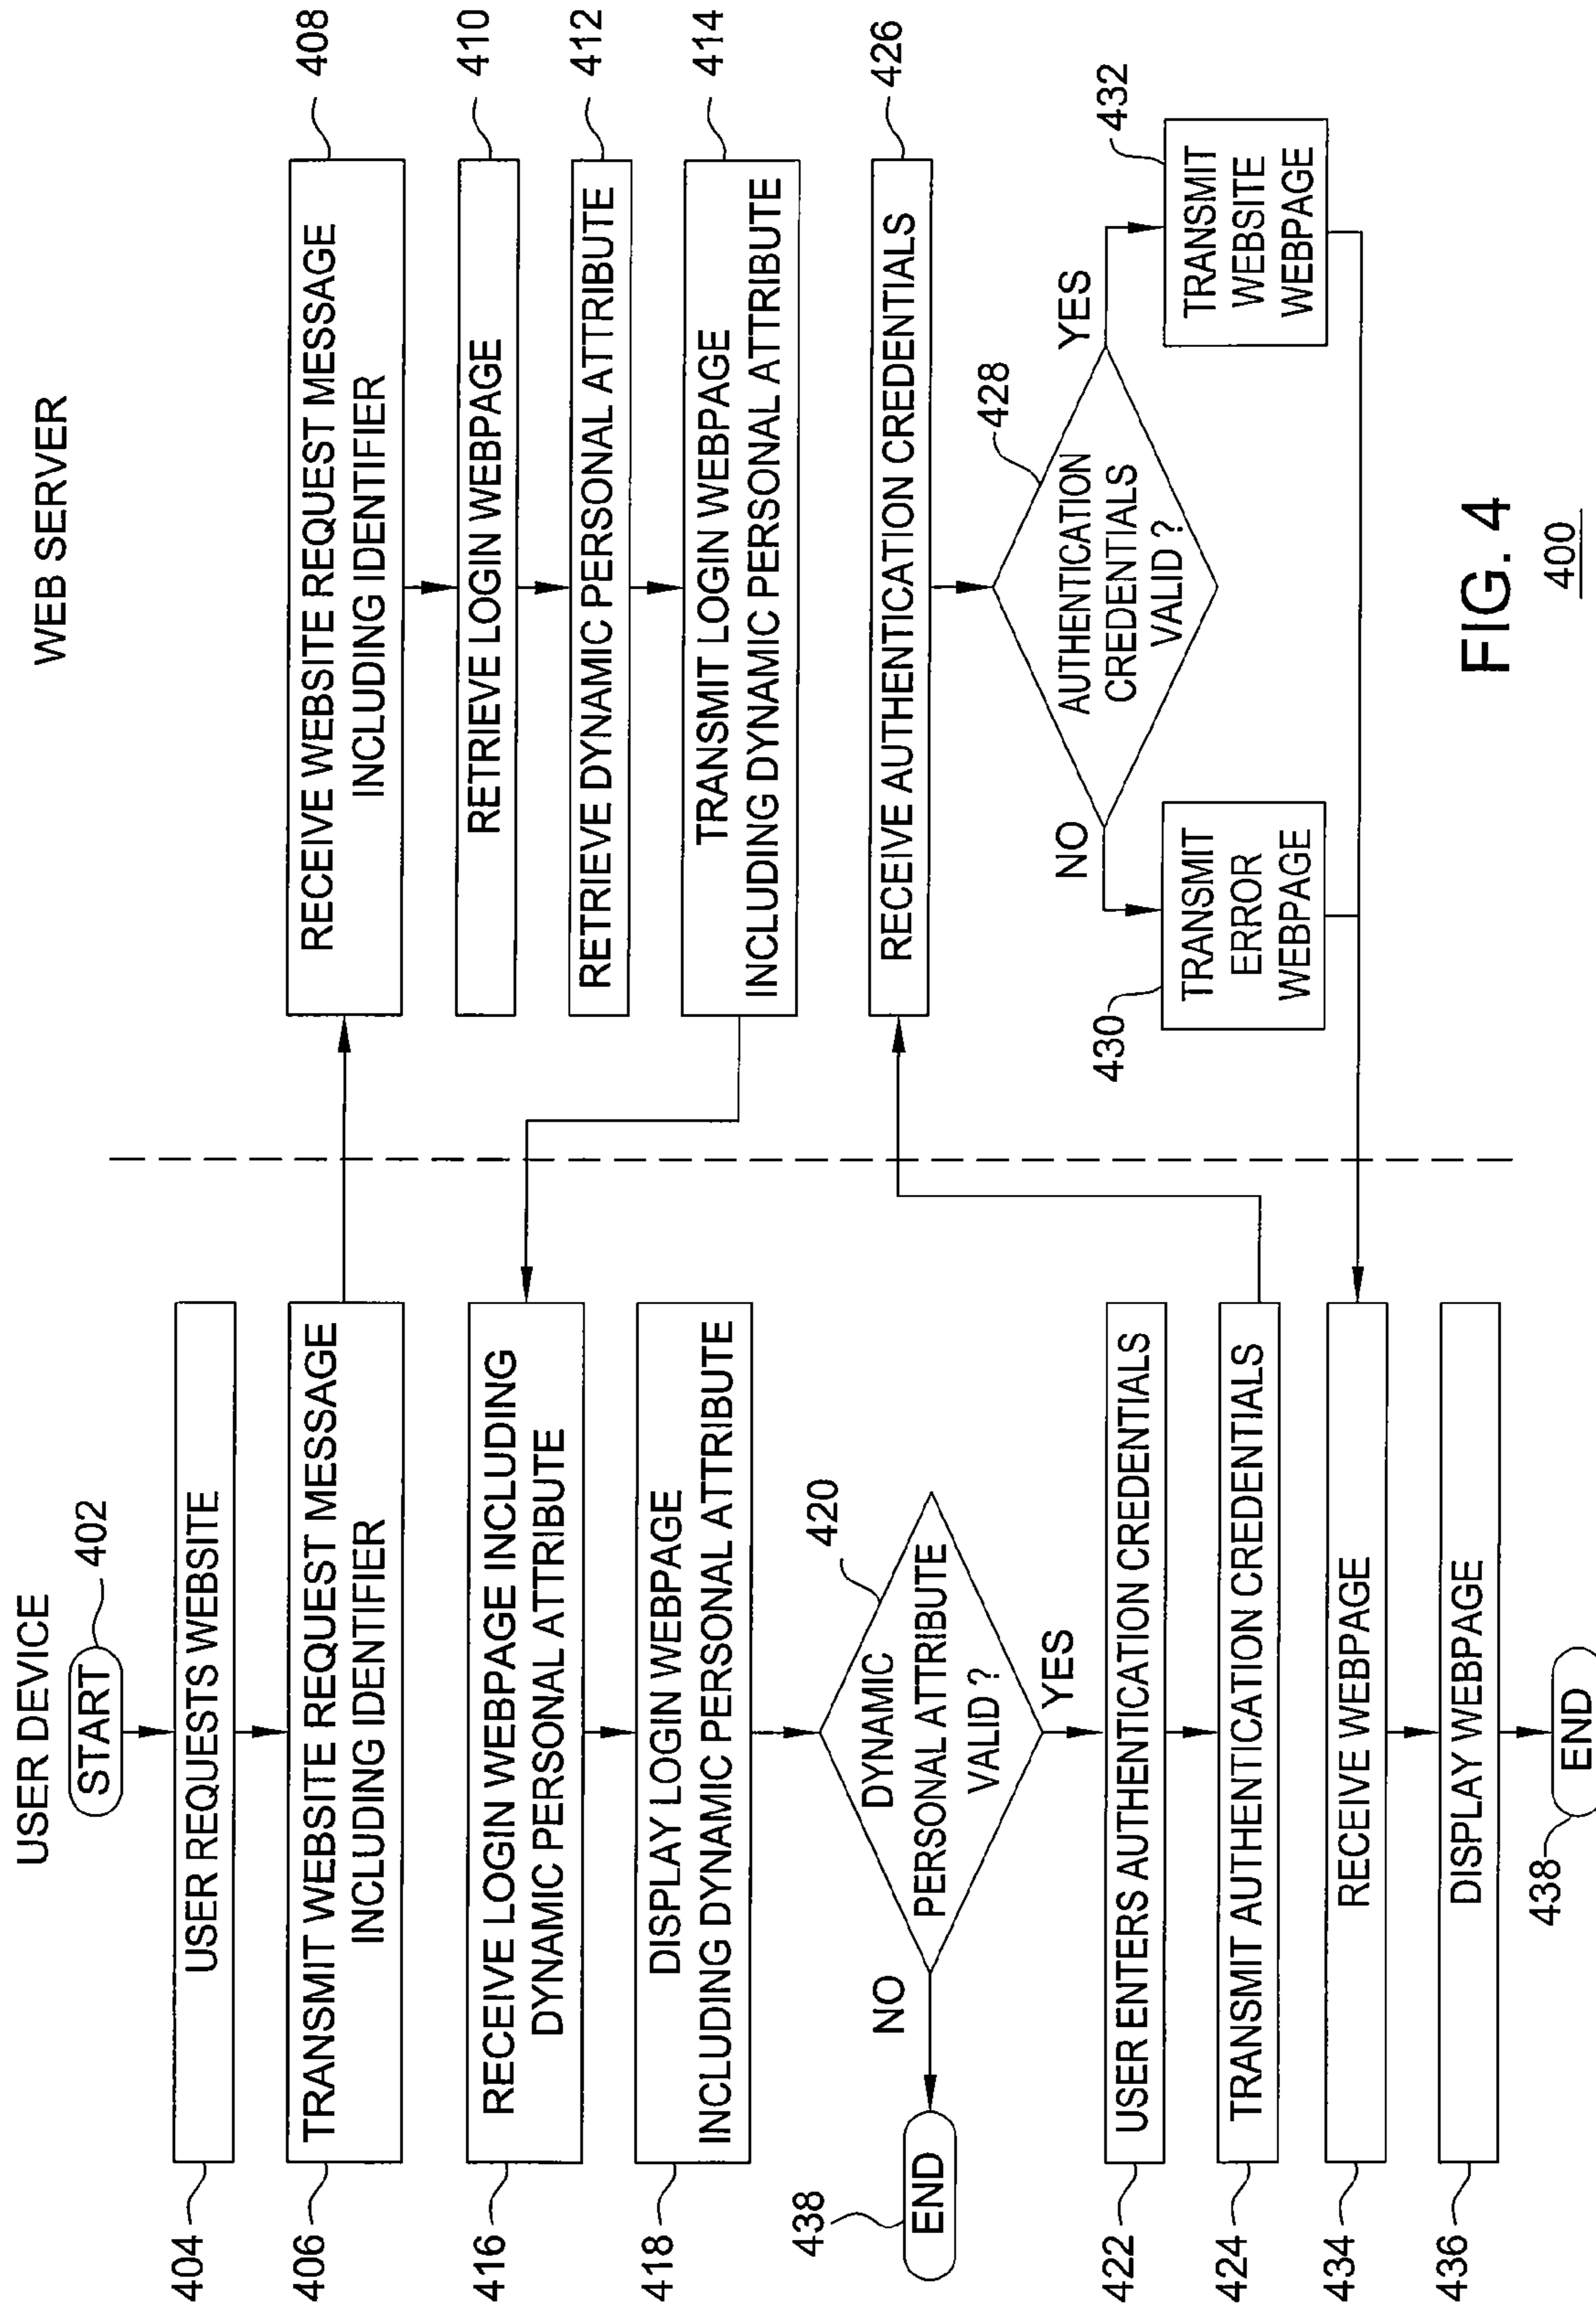 USER DEVICE
WEB SERVER
START
402
404
USER REQUESTS WEBSITE
406
TRANSMIT WEBSITE REQUEST MESSAGE
INCLUDING IDENTIFIER
RECEIVE WEBSITE REQUEST MESSAGE
INCLUDING IDENTIFIER
408
RETRIEVE LOGIN WEBPAGE
410
RETRIEVE DYNAMIC PERSONAL ATTRIBUTE
412
TRANSMIT LOGIN WEBPAGE
INCLUDING DYNAMIC PERSONAL ATTRIBUTE
414
416
RECEIVE LOGIN WEBPAGE INCLUDING
DYNAMIC PERSONAL ATTRIBUTE
418
DISPLAY LOGIN WEBPAGE
INCLUDING DYNAMIC PERSONAL ATTRIBUTE
420
DYNAMIC
PERSONAL ATTRIBUTE
VALID ?
NO
YES
438
END
422
USER ENTERS AUTHENTICATION CREDENTIALS
424
TRANSMIT AUTHENTICATION CREDENTIALS
RECEIVE AUTHENTICATION CREDENTIALS
426
428
AUTHENTICATION
CREDENTIALS
VALID ?
NO
YES
430
TRANSMIT
ERROR
WEBPAGE
432
TRANSMIT
WEBSITE
WEBPAGE
434
RECEIVE WEBPAGE
436
DISPLAY WEBPAGE
438
END
FIG. 4
400